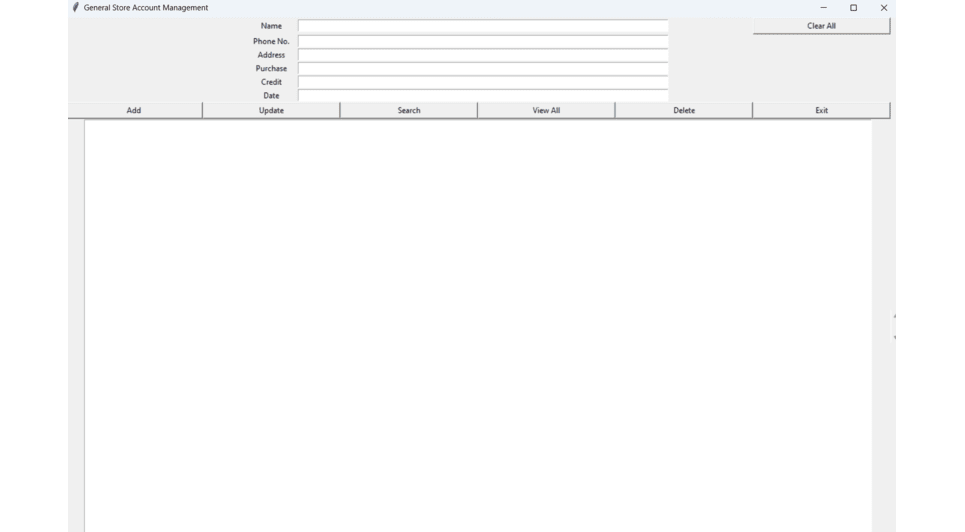 General Store Account Management
Name
Clear All
Phone No.
Address
Purchase
Credit
Date
Add Update Search View All Delete Exit